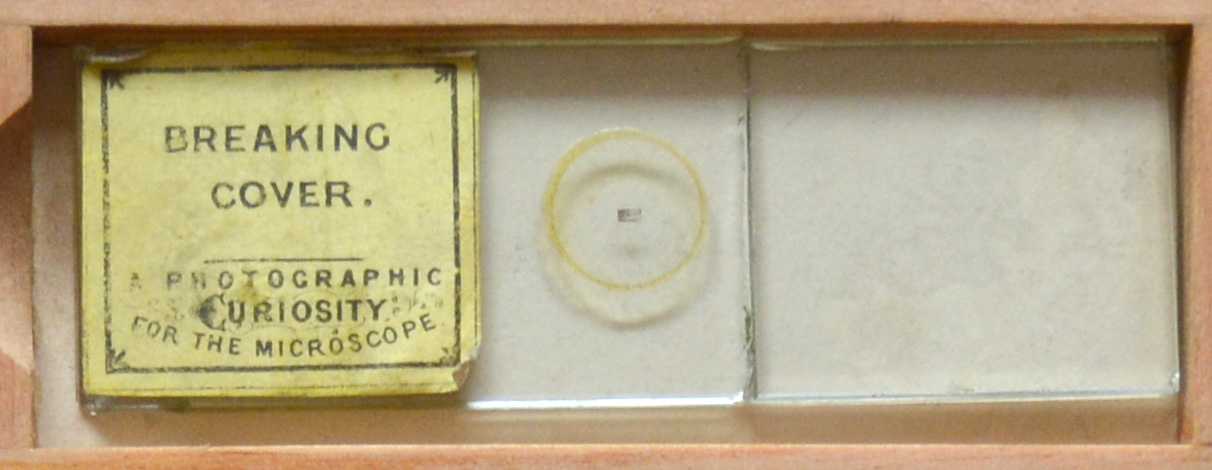 BREAKING
COVER.
A PHOTOGRAPHIC
CURIOSITY
FOR THE MICROSCOPE